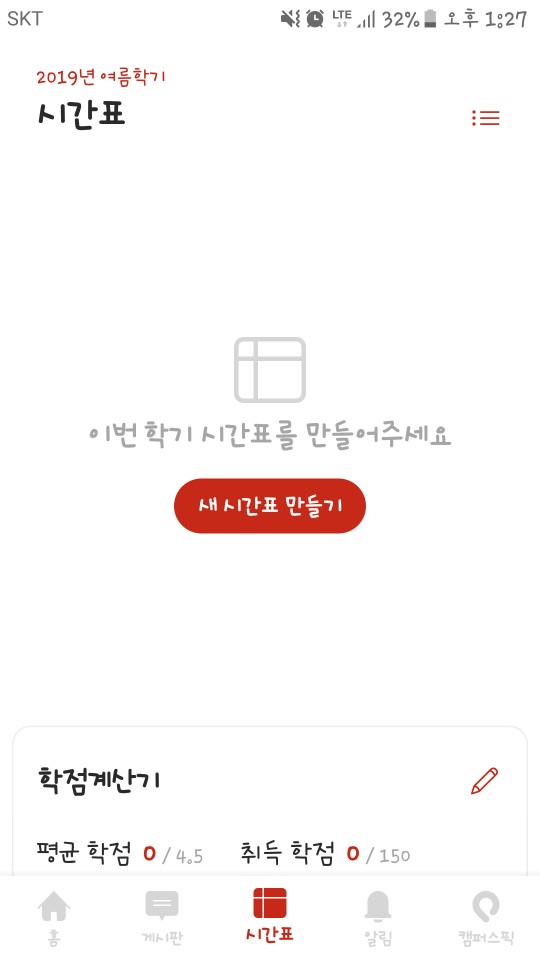 SKT LTE 32% 오후 1:27
2019년 여름학기
시간표
이번 학기 시간표를 만들어주세요
새 시간표 만들기
학점계산기
평균 학점 0 / 4.5 취득 학점 0 / 150
홈 게시판 시간표 알림 캠퍼스픽